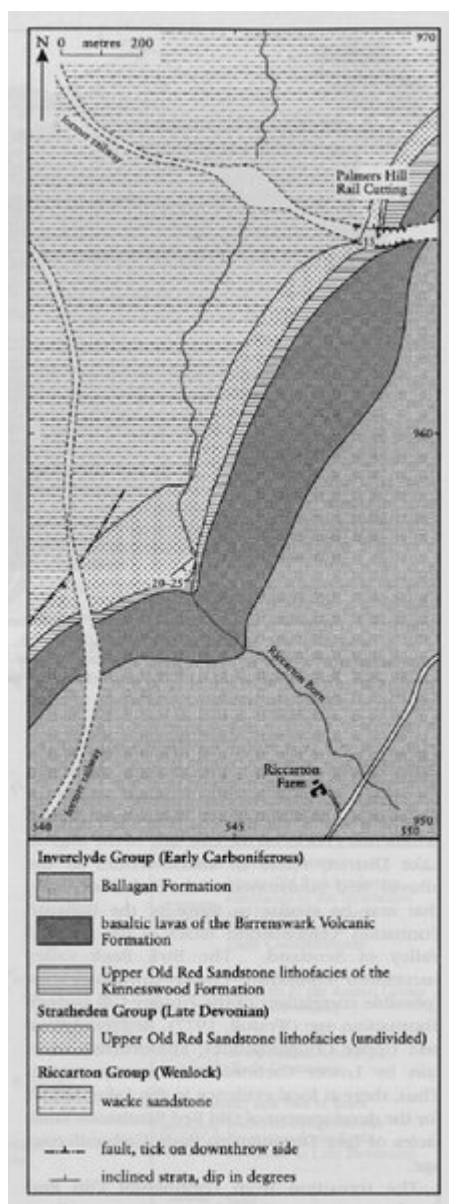 N
0 metres 200
970
former railway
Palmers Hill
Rail Cutting
15
960
20–25
Riccarton Burn
former railway
Riccarton
Farm
540
545
950
550
Inverclyde Group (Early Carboniferous)
Ballagan Formation
basaltic lavas of the Birrenswark Volcanic
Formation
Upper Old Red Sandstone lithofacies of the
Kinnesswood Formation
Stratheden Group (Late Devonian)
Upper Old Red Sandstone lithofacies (undivided)
Riccarton Group (Wenlock)
wacke sandstone
fault, tick on downthrow side
inclined strata, dip in degrees